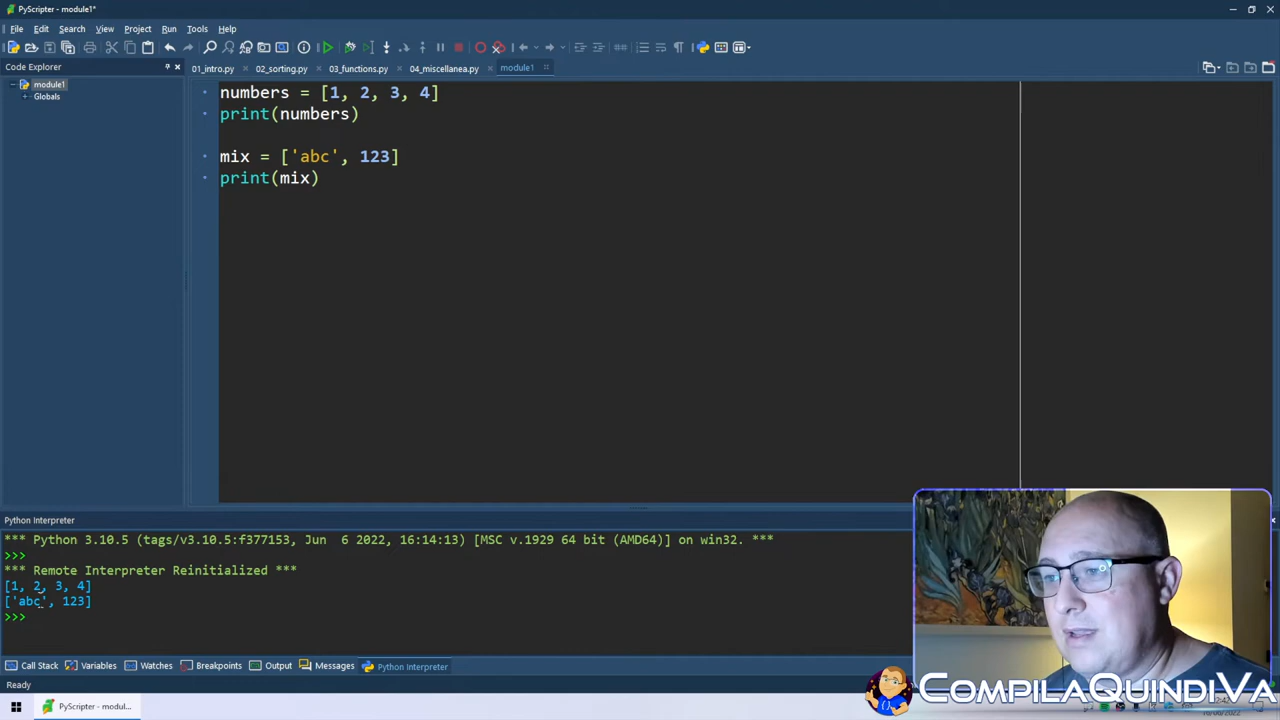 PyScripter - module1*
File Edit Search View Project Run Tools Help
Code Explorer
01_intro.py 02_sorting.py 03_functions.py 04_miscellanea.py module1
module1
Globals
numbers = [1, 2, 3, 4]
print(numbers)
mix = ['abc', 123]
print(mix)
Python Interpreter
*** Python 3.10.5 (tags/v3.10.5:f377153, Jun 6 2022, 16:14:13) [MSC v.1929 64 bit (AMD64)] on win32. ***
>>>
*** Remote Interpreter Reinitialized ***
[1, 2, 3, 4]
['abc', 123]
>>>
Call Stack Variables Watches Breakpoints Output Messages Python Interpreter
Ready
COMPILAQUINDIVA
PyScripter - modul...